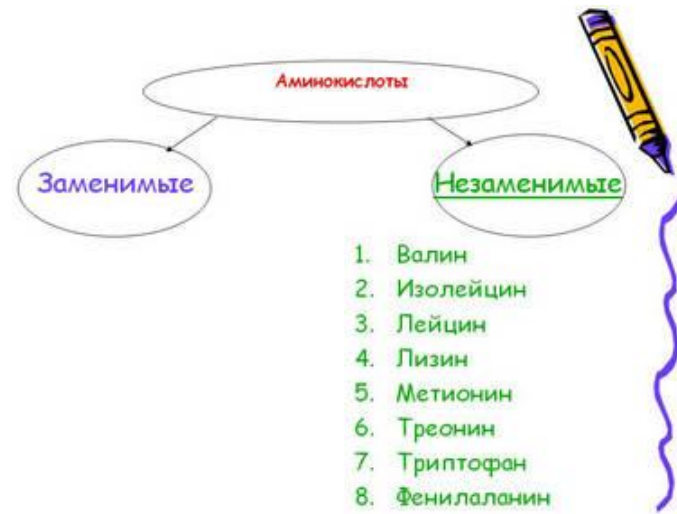 Аминокислоты
Заменимые
Незаменимые
1. Валин
2. Изолейцин
3. Лейцин
4. Лизин
5. Метионин
6. Треонин
7. Триптофан
8. Фенилаланин